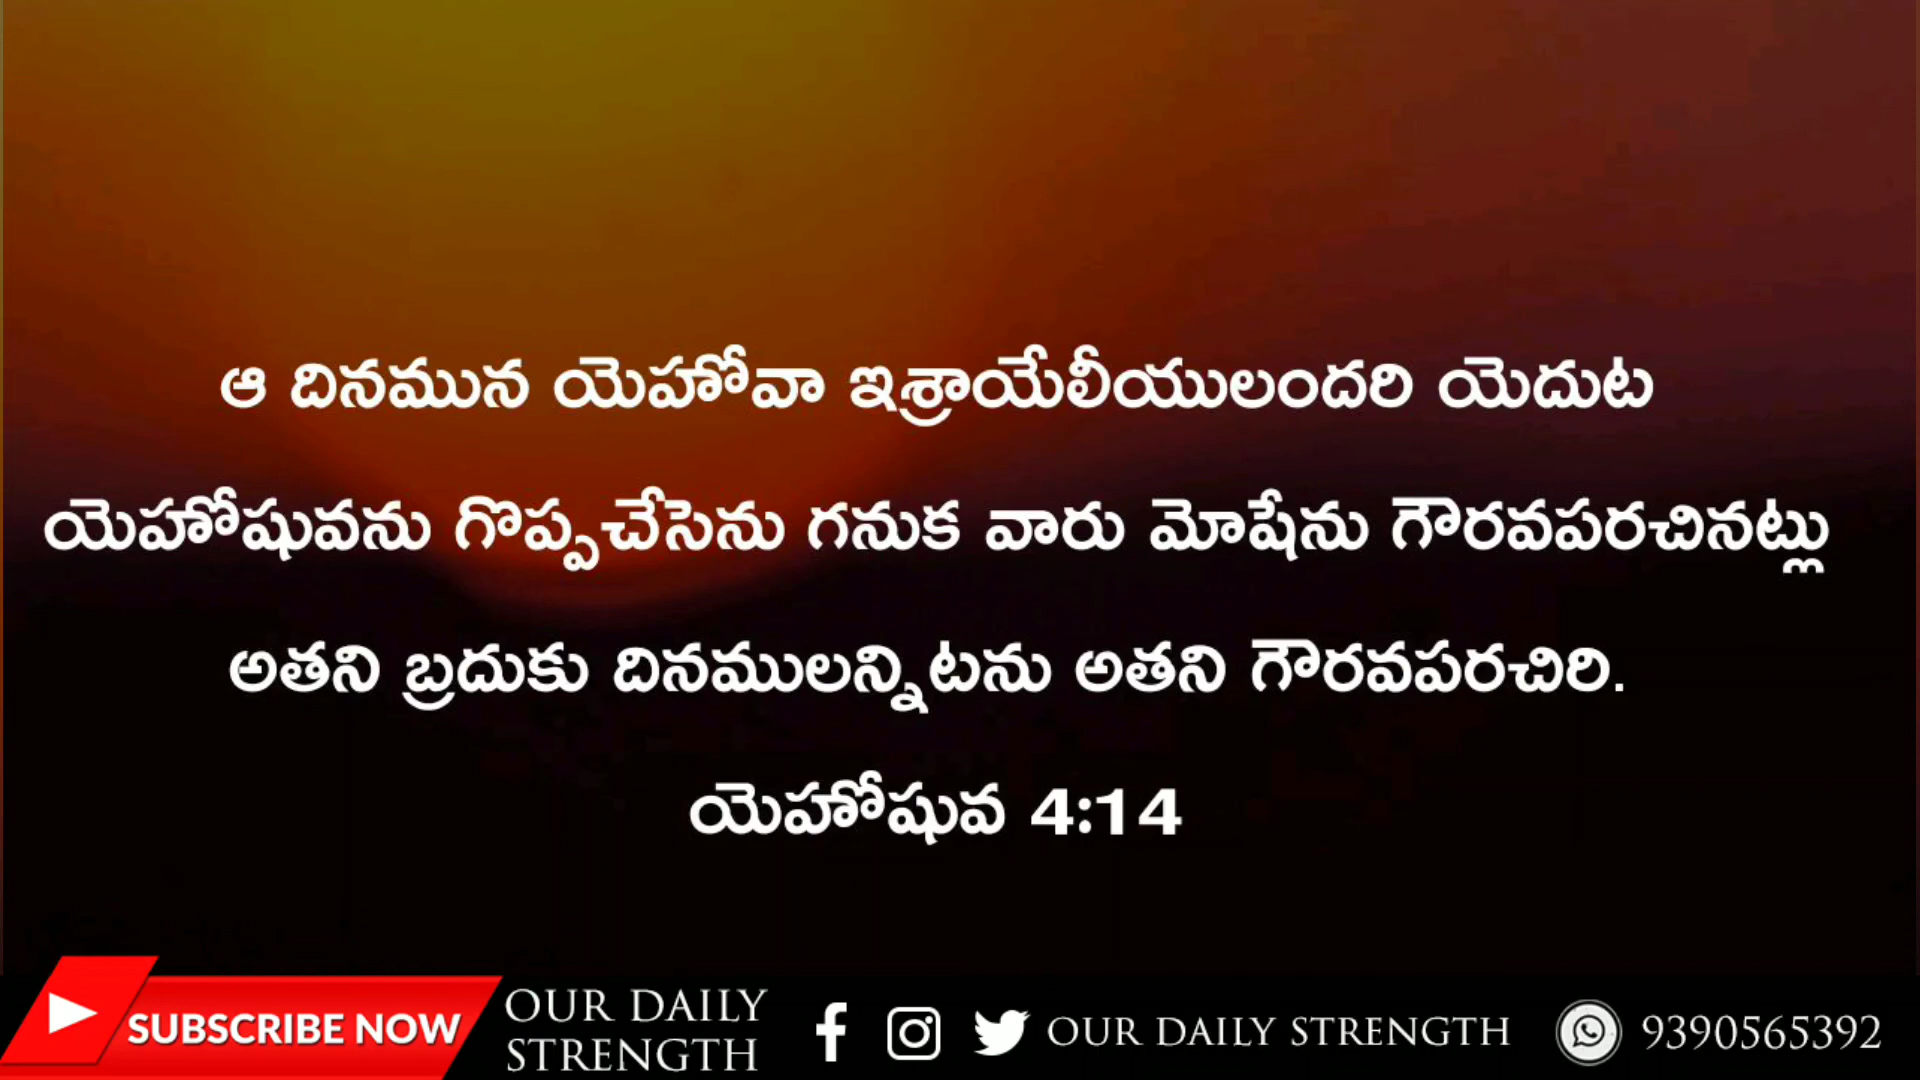 ఆ దినమున యెహోవా ఇశ్రాయేలీయులందరి యెదుట
యెహోషువను గొప్పచేసెను గనుక వారు మోషేను గౌరవపరచినట్లు
అతని బ్రదుకు దినములన్నిటను అతని గౌరవపరచిరి.
యెహోషువ 4:14
SUBSCRIBE NOW
OUR DAILY
STRENGTH
OUR DAILY STRENGTH
9390565392